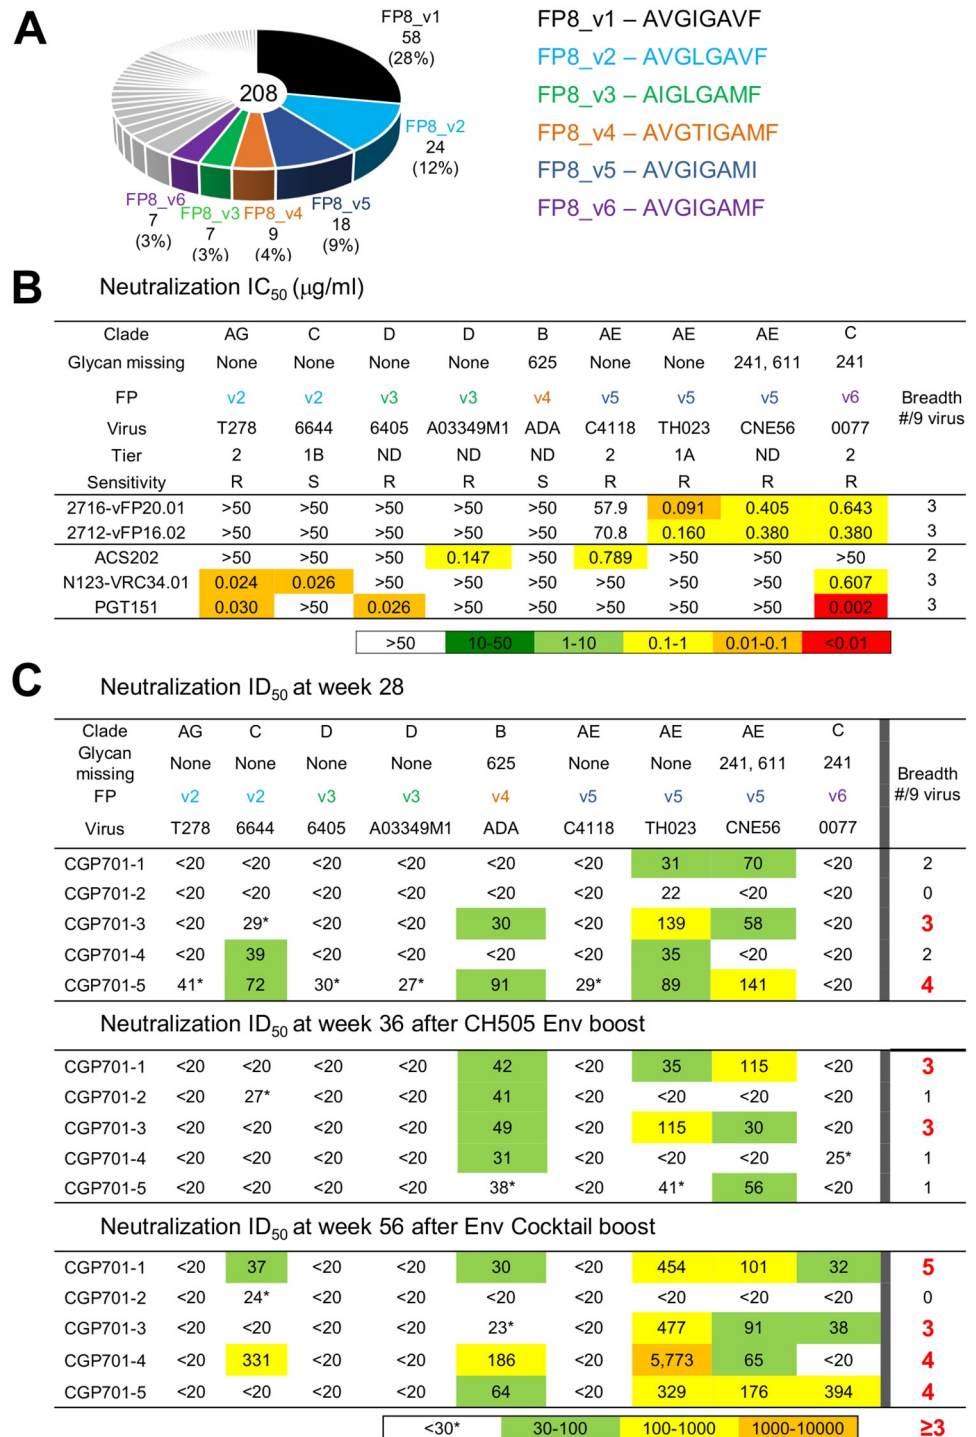 A
FP8_v1
58
(28%)
208
FP8_v2
24
(12%)
FP8_v6
7
(3%)
FP8_v3
7
(3%)
FP8_v4
9
(4%)
FP8_v5
18
(9%)
FP8_v1 – AVGIGAVF
FP8_v2 – AVGLGAVF
FP8_v3 – AIGLGAMF
FP8_v4 – AVGTIGAMF
FP8_v5 – AVGIGAMI
FP8_v6 – AVGIGAMF
B
Neutralization IC50 (μg/ml)
Clade AG C D D B AE AE AE C
Glycan missing None None None None 625 None None 241, 611 241
FP v2 v2 v3 v3 v4 v5 v5 v5 v6 Breadth #/9 virus
Virus T278 6644 6405 A03349M1 ADA C4118 TH023 CNE56 0077
Tier 2 1B ND ND ND 2 1A ND 2
Sensitivity R S R R S R R R R
2716-vFP20.01 >50 >50 >50 >50 >50 57.9 0.091 0.405 0.643 3
2712-vFP16.02 >50 >50 >50 >50 >50 70.8 0.160 0.380 0.380 3
ACS202 >50 >50 >50 0.147 >50 0.789 >50 >50 >50 2
N123-VRC34.01 0.024 0.026 >50 >50 >50 >50 >50 >50 0.607 3
PGT151 0.030 >50 0.026 >50 >50 >50 >50 >50 0.002 3
>50 10-50 1-10 0.1-1 0.01-0.1 <0.01
C
Neutralization ID50 at week 28
Clade AG C D D B AE AE AE C
Glycan missing None None None None 625 None None 241, 611 241
FP v2 v2 v3 v3 v4 v5 v5 v5 v6 Breadth #/9 virus
Virus T278 6644 6405 A03349M1 ADA C4118 TH023 CNE56 0077
CGP701-1 <20 <20 <20 <20 <20 <20 31 70 <20 2
CGP701-2 <20 <20 <20 <20 <20 <20 22 <20 <20 0
CGP701-3 <20 29* <20 <20 30 <20 139 58 <20 3
CGP701-4 <20 39 <20 <20 <20 <20 35 <20 <20 2
CGP701-5 41* 72 30* 27* 91 29* 89 141 <20 4
Neutralization ID50 at week 36 after CH505 Env boost
CGP701-1 <20 <20 <20 <20 42 <20 35 115 <20 3
CGP701-2 <20 27* <20 <20 41 <20 <20 <20 <20 1
CGP701-3 <20 <20 <20 <20 49 <20 115 30 <20 3
CGP701-4 <20 <20 <20 <20 31 <20 <20 <20 25* 1
CGP701-5 <20 <20 <20 <20 38* <20 41* 56 <20 1
Neutralization ID50 at week 56 after Env Cocktail boost
CGP701-1 <20 37 <20 <20 30 <20 454 101 32 5
CGP701-2 <20 24* <20 <20 <20 <20 <20 <20 <20 0
CGP701-3 <20 <20 <20 <20 23* <20 477 91 38 3
CGP701-4 <20 331 <20 <20 186 <20 5,773 65 <20 4
CGP701-5 <20 <20 <20 <20 64 <20 329 176 394 4
<30* 30-100 100-1000 1000-10000 ≥3